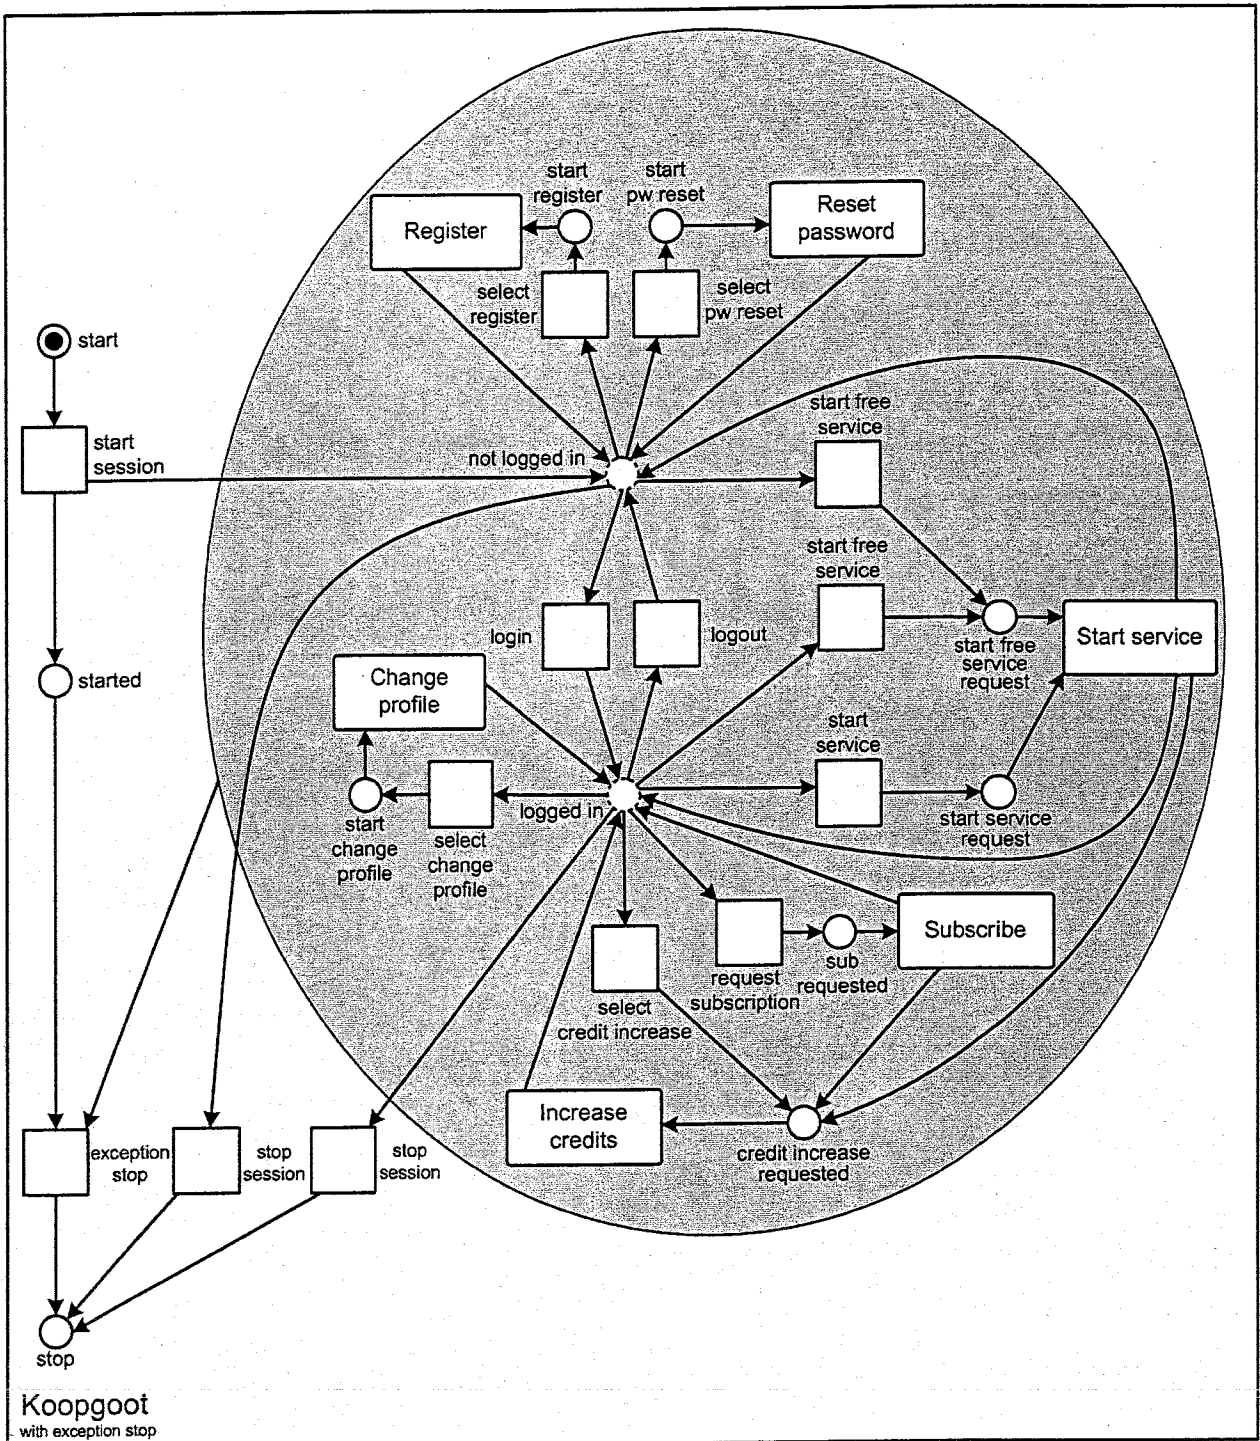 start
register
start
pw reset
Register
Reset
password
select
register
select
pw reset
start
start
session
not logged in
start free
service
start free
service
login
logout
start free
service
request
Start service
started
Change
profile
start
service
start
change
profile
select
change
profile
logged in
start service
request
Subscribe
request
subscription
sub
requested
select
credit increase
Increase
credits
credit increase
requested
exception
stop
stop
session
stop
session
stop
Koopgoot
with exception stop